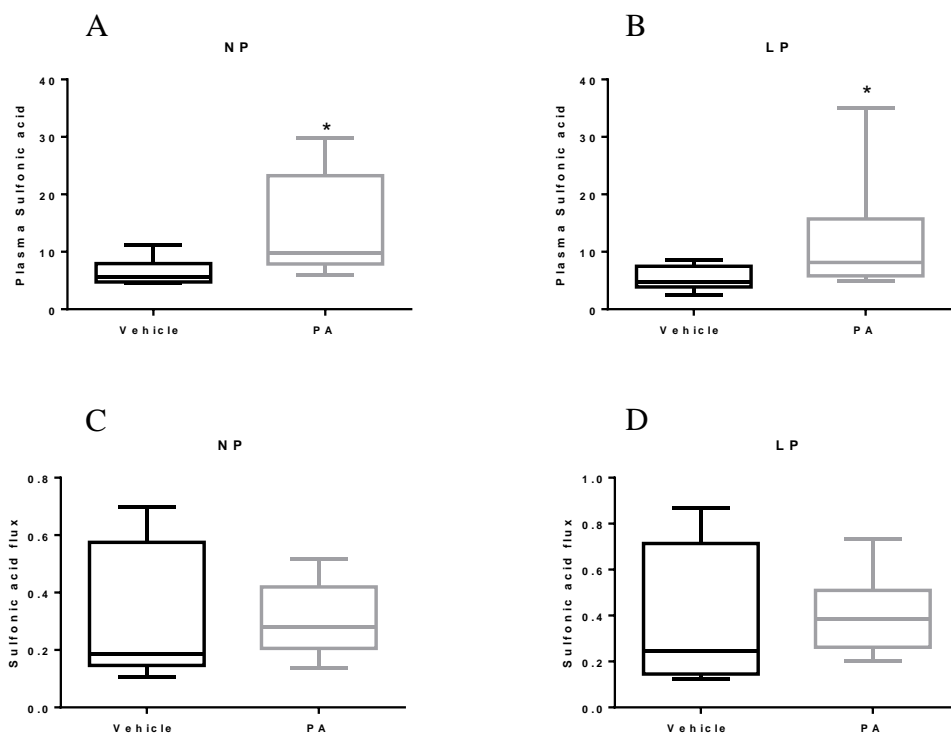 A
NP
Plasma Sulfonic acid
40
30
20
10
0
Vehicle PA
*
B
LP
Plasma Sulfonic acid
40
30
20
10
0
Vehicle PA
*
C
NP
Sulfonic acid flux
0.8
0.6
0.4
0.2
0.0
Vehicle PA
D
LP
Sulfonic acid flux
1.0
0.8
0.6
0.4
0.2
0.0
Vehicle PA